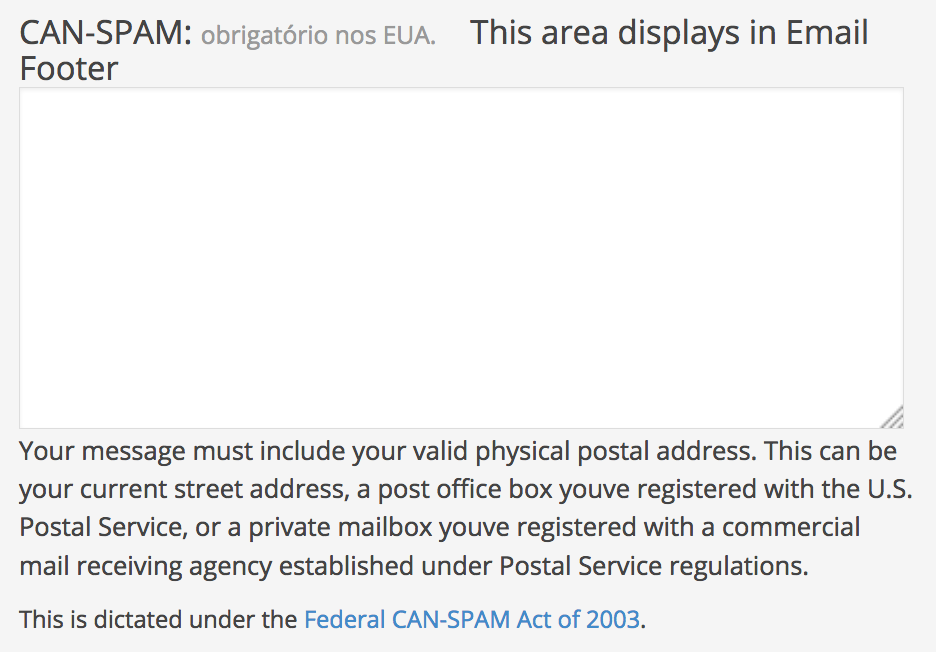 CAN-SPAM: obrigatório nos EUA. This area displays in Email
Footer
Your message must include your valid physical postal address. This can be
your current street address, a post office box youve registered with the U.S.
Postal Service, or a private mailbox youve registered with a commercial
mail receiving agency established under Postal Service regulations.
This is dictated under the Federal CAN-SPAM Act of 2003.